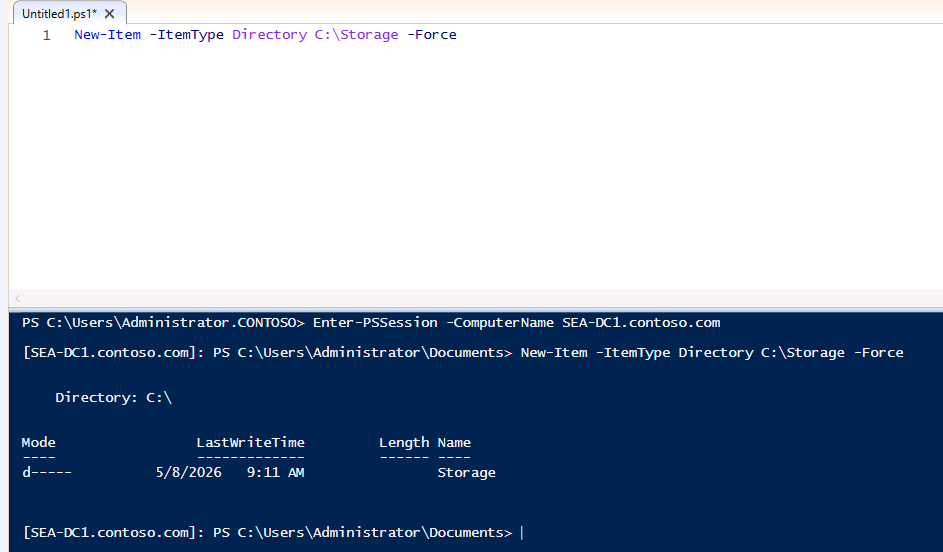 Untitled1.ps1* X
1 New-Item -ItemType Directory C:\Storage -Force
PS C:\Users\Administrator.CONTOSO> Enter-PSSession -ComputerName SEA-DC1.contoso.com
[SEA-DC1.contoso.com]: PS C:\Users\Administrator\Documents> New-Item -ItemType Directory C:\Storage -Force
Directory: C:\
Mode LastWriteTime Length Name
---- ------------- ------ ----
d----- 5/8/2026 9:11 AM Storage
[SEA-DC1.contoso.com]: PS C:\Users\Administrator\Documents>